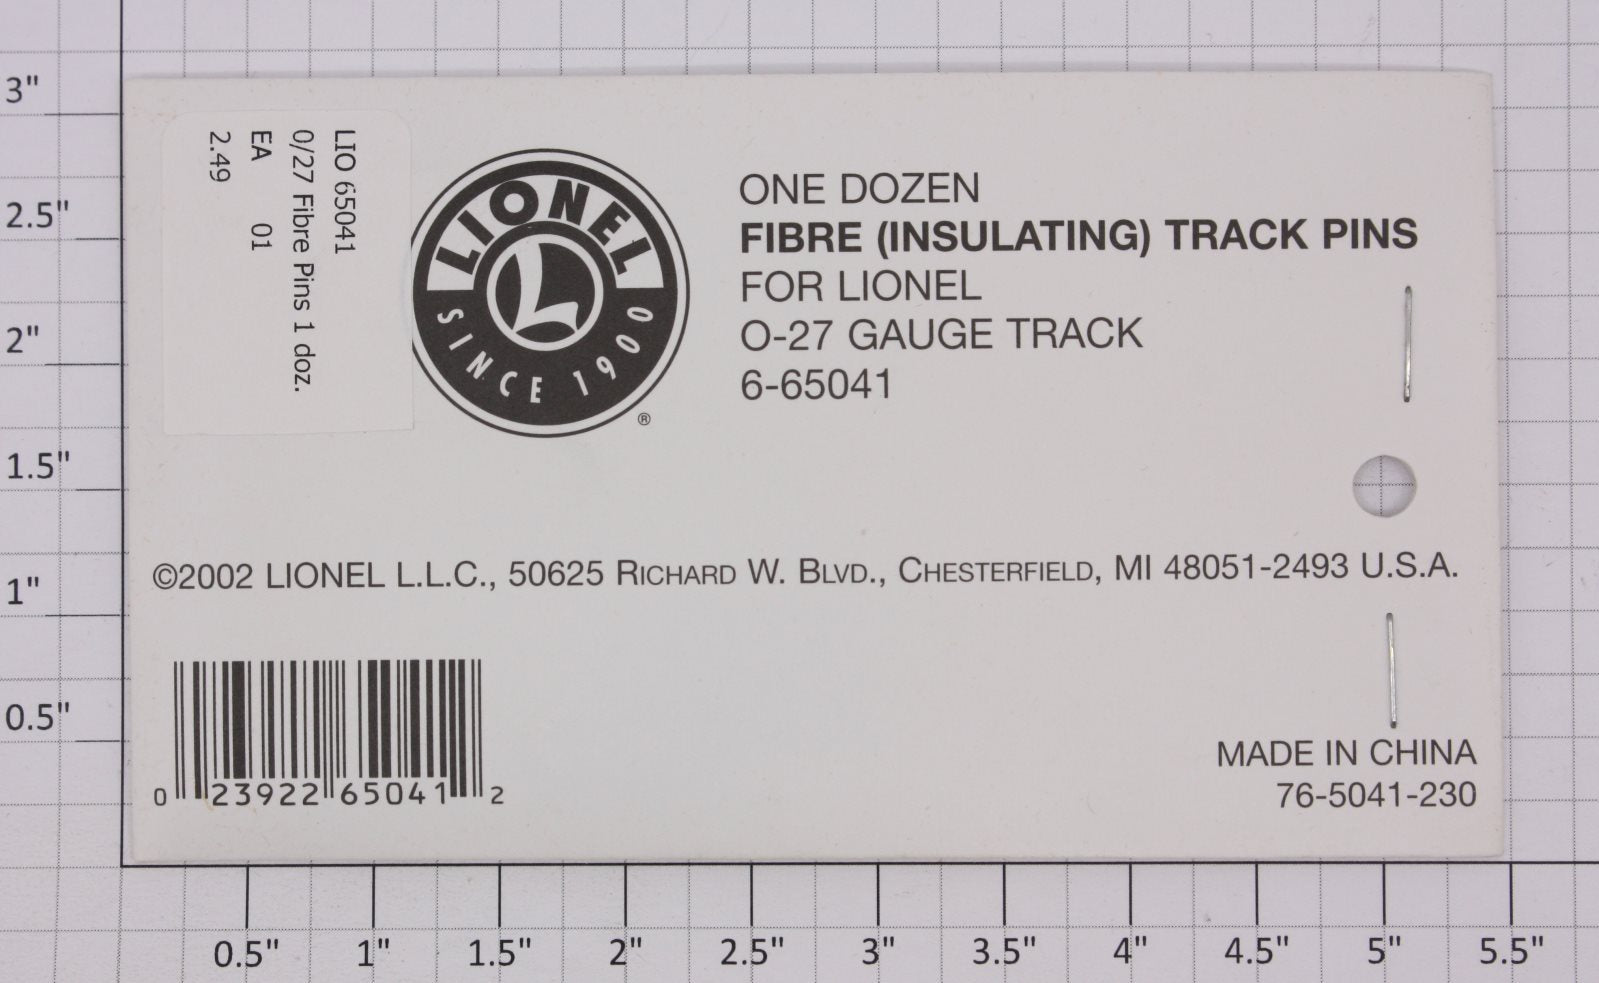 LIO 65041
0/27 Fibre Pins 1 doz.
EA 01
2.49
LIONEL
L
SINCE 1900
®
ONE DOZEN
FIBRE (INSULATING) TRACK PINS
FOR LIONEL
O-27 GAUGE TRACK
6-65041
©2002 LIONEL L.L.C., 50625 RICHARD W. BLVD., CHESTERFIELD, MI 48051-2493 U.S.A.
0 23922 65041 2
MADE IN CHINA
76-5041-230
3"
2.5"
2"
1.5"
1"
0.5"
0.5" 1" 1.5" 2" 2.5" 3" 3.5" 4" 4.5" 5" 5.5"